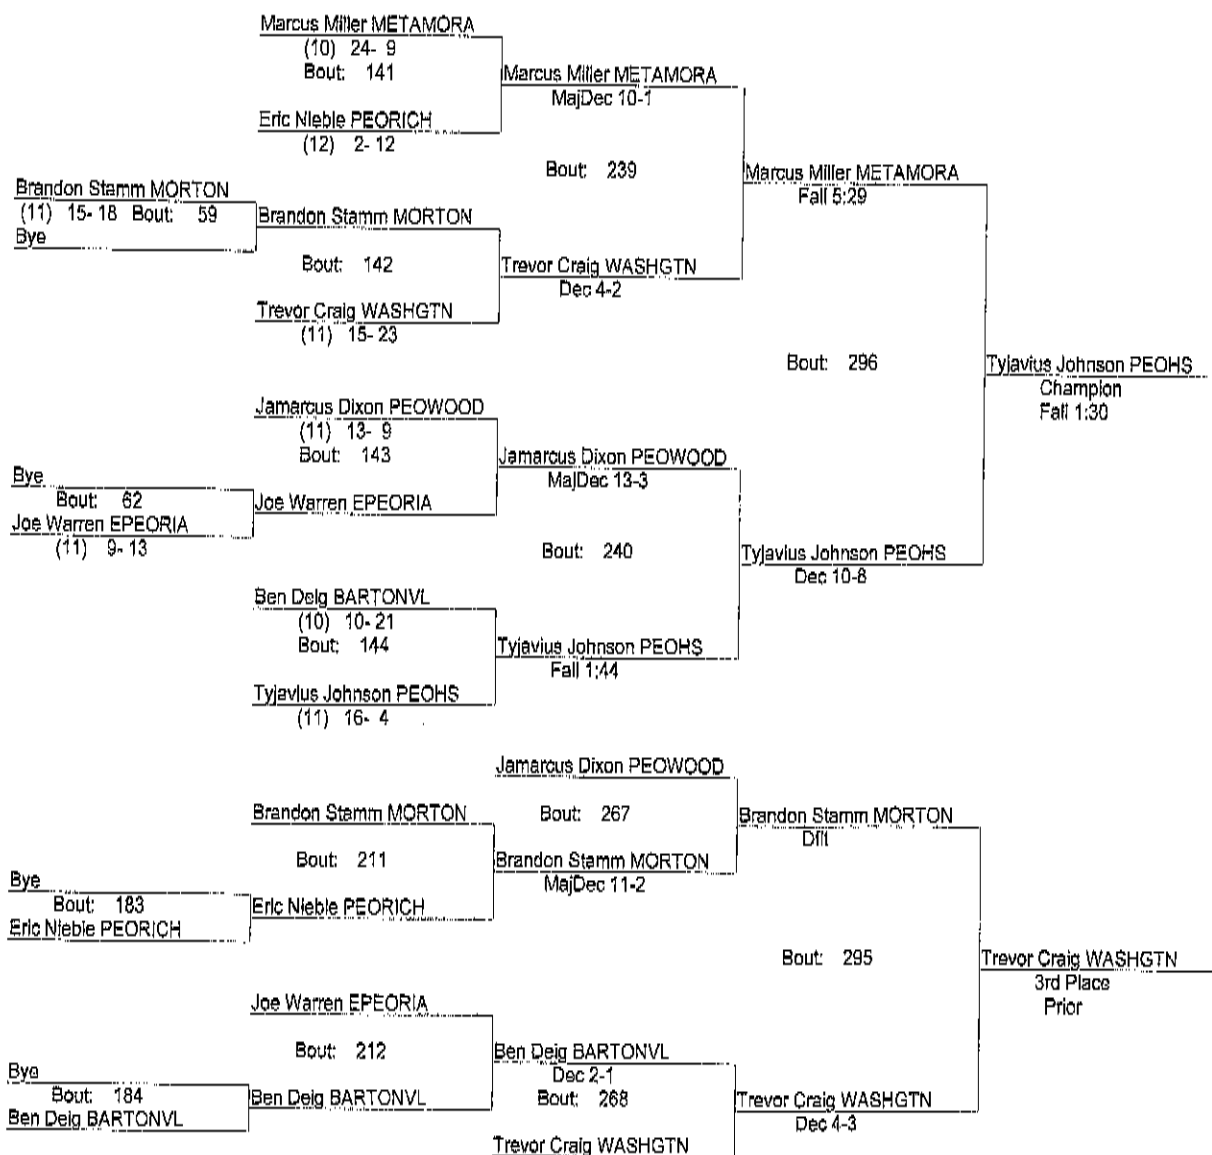 Marcus Miller METAMORA
(10) 24- 9
Bout: 141
Marcus Miller METAMORA
MajDec 10-1
Eric Nieble PEORICH
(12) 2- 12
Bout: 239
Marcus Miller METAMORA
Fall 5:29
Brandon Stamm MORTON
(11) 15- 18 Bout: 59
Bye
Brandon Stamm MORTON
Bout: 142
Trevor Craig WASHGTN
Dec 4-2
Trevor Craig WASHGTN
(11) 15- 23
Bout: 296
Tyjavius Johnson PEOHS
Champion
Fall 1:30
Jamarcus Dixon PEOWOOD
(11) 13- 9
Bout: 143
Jamarcus Dixon PEOWOOD
MajDec 13-3
Bye
Bout: 62
Joe Warren EPEORIA
(11) 9- 13
Joe Warren EPEORIA
Bout: 240
Tyjavius Johnson PEOHS
Dec 10-8
Ben Deig BARTONVL
(10) 10- 21
Bout: 144
Tyjavius Johnson PEOHS
Fall 1:44
Tyjavius Johnson PEOHS
(11) 16- 4
Jamarcus Dixon PEOWOOD
Brandon Stamm MORTON
Bout: 267
Brandon Stamm MORTON
Dflt
Bout: 211
Brandon Stamm MORTON
MajDec 11-2
Bye
Bout: 183
Eric Nieble PEORICH
Eric Nieble PEORICH
Bout: 295
Trevor Craig WASHGTN
3rd Place
Prior
Joe Warren EPEORIA
Bout: 212
Ben Deig BARTONVL
Dec 2-1
Bye
Bout: 184
Ben Deig BARTONVL
Ben Deig BARTONVL
Bout: 268
Trevor Craig WASHGTN
Dec 4-3
Trevor Craig WASHGTN